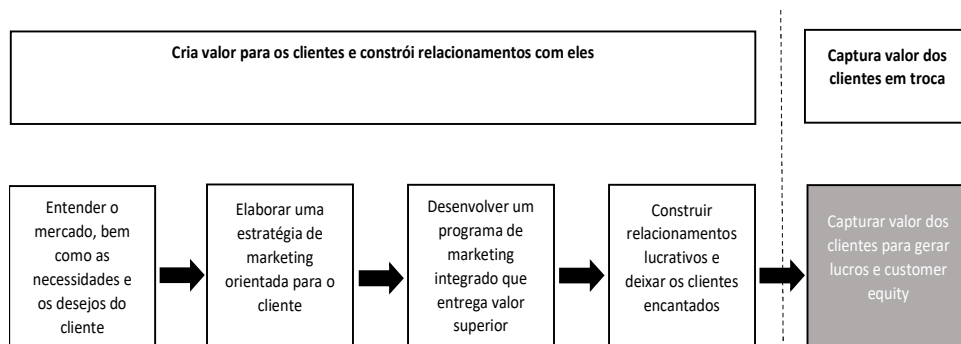 Cria valor para os clientes e constrói relacionamentos com eles
Captura valor dos
clientes em troca
Entender o
mercado, bem
como as
necessidades e
os desejos do
cliente
Elaborar uma
estratégia de
marketing
orientada para o
cliente
Desenvolver um
programa de
marketing
integrado que
entrega valor
superior
Construir
relacionamentos
lucrativos e
deixar os clientes
encantados
Capturar valor dos
clientes para gerar
lucros e customer
equity